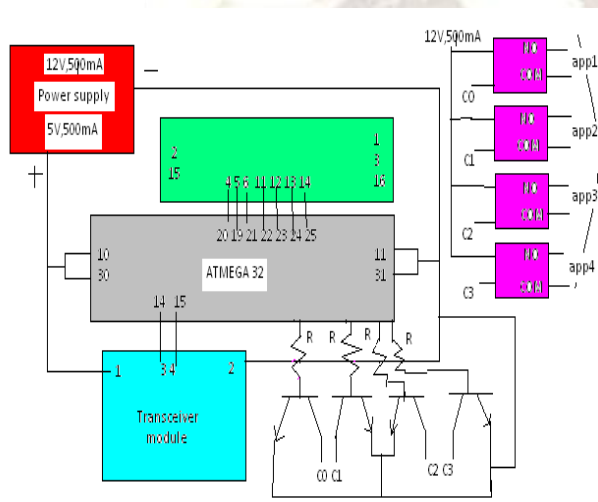 12V,500mA
Power supply
5V,500mA
—
+
12V,500mA
C0
app1
C1
app2
C2
app3
C3
app4
2
15
1
3
16
4 5 6 11 12 13 14
20 19 21 22 23 24 25
10
30
ATMEGA 32
11
31
14 15
R R R R
1
3 4
2
Transceiver
module
C0 C1 C2 C3